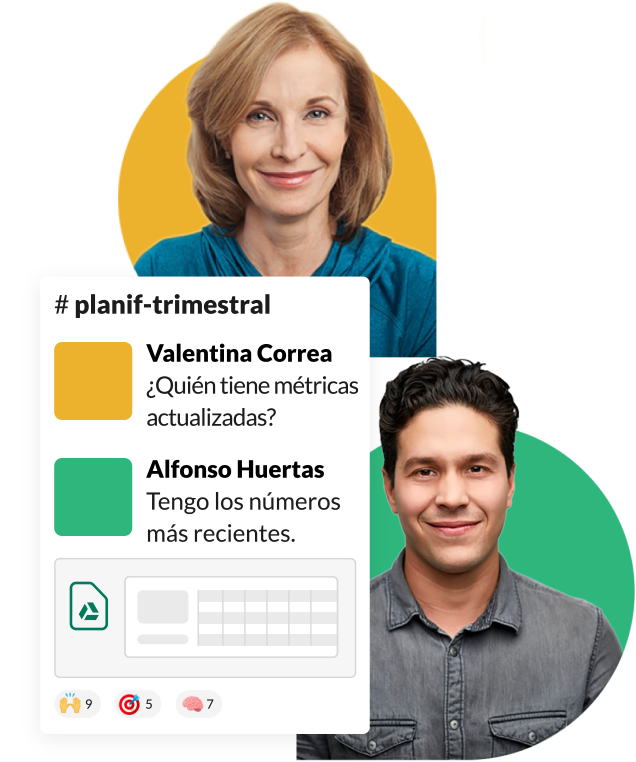 # planif-trimestral
Valentina Correa
¿Quién tiene métricas
actualizadas?
Alfonso Huertas
Tengo los números
más recientes.
9 5 7